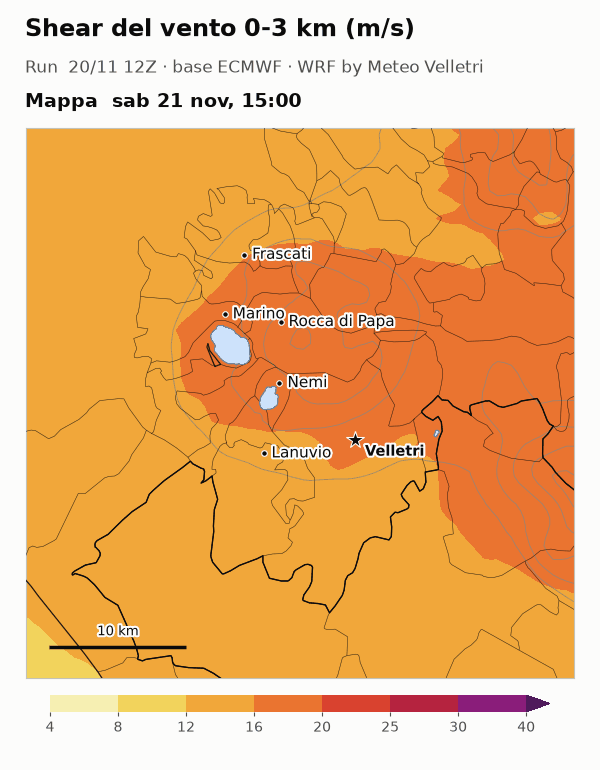 Shear del vento 0-3 km (m/s)
Run  20/11 12Z · base ECMWF · WRF by Meteo Velletri
Mappa  sab 21 nov, 15:00
Frascati
Marino
Rocca di Papa
Nemi
Velletri
Lanuvio
10 km
4 8 12 16 20 25 30 40